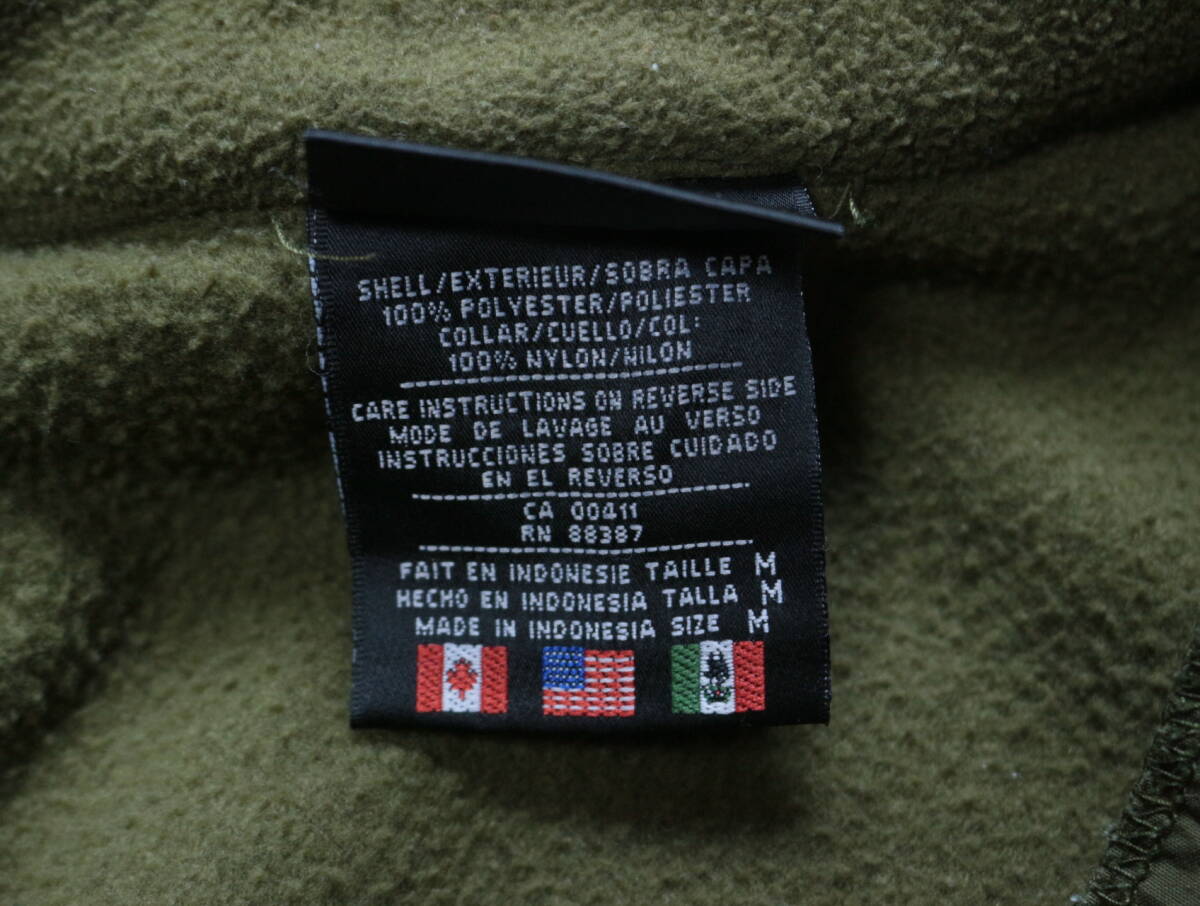 SHELL/EXTERIEUR/SOBRA CAPA
100% POLYESTER/POLIESTER
COLLAR/CUELLO/COL:
100% NYLON/NILON
CARE INSTRUCTIONS ON REVERSE SIDE
MODE DE LAVAGE AU VERSO
INSTRUCCIONES SOBRE CUIDADO
EN EL REVERSO
CA 00411
RN 88387
FAIT EN INDONESIE TAILLE M
HECHO EN INDONESIA TALLA M
MADE IN INDONESIA SIZE M